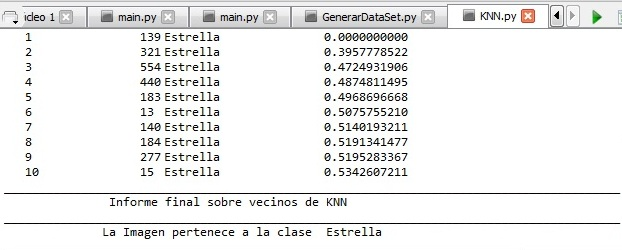 ideo 1 main.py main.py GenerarDataSet.py KNN.py
1 139 Estrella 0.0000000000
2 321 Estrella 0.3957778522
3 554 Estrella 0.4724931906
4 440 Estrella 0.4874811495
5 183 Estrella 0.4968696668
6 13 Estrella 0.5075755210
7 140 Estrella 0.5140193211
8 184 Estrella 0.5191341477
9 277 Estrella 0.5195283367
10 15 Estrella 0.5342607211
Informe final sobre vecinos de KNN
La Imagen pertenece a la clase Estrella